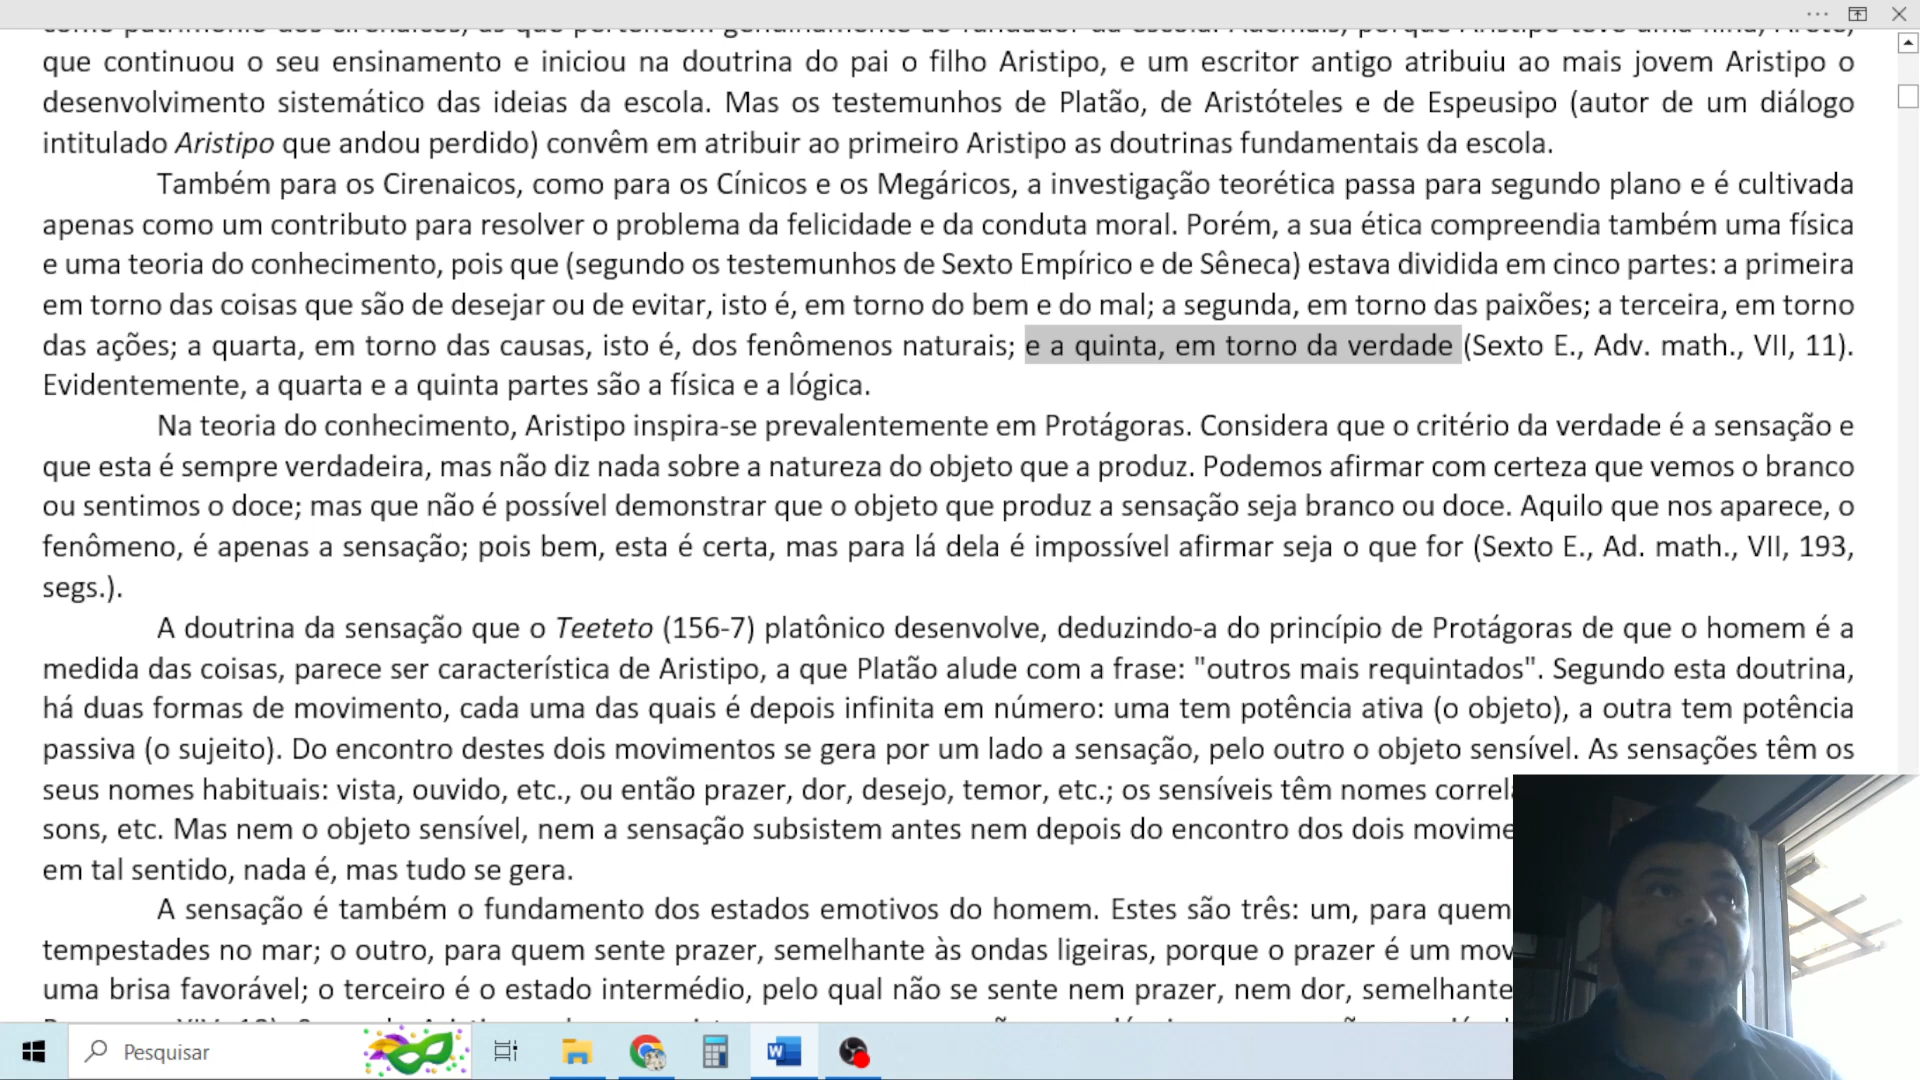 que continuou o seu ensinamento e iniciou na doutrina do pai o filho Aristipo, e um escritor antigo atribuiu ao mais jovem Aristipo o
desenvolvimento sistemático das ideias da escola. Mas os testemunhos de Platão, de Aristóteles e de Espeusipo (autor de um diálogo
intitulado Aristipo que andou perdido) convêm em atribuir ao primeiro Aristipo as doutrinas fundamentais da escola.
Também para os Cirenaicos, como para os Cínicos e os Megáricos, a investigação teorética passa para segundo plano e é cultivada
apenas como um contributo para resolver o problema da felicidade e da conduta moral. Porém, a sua ética compreendia também uma física
e uma teoria do conhecimento, pois que (segundo os testemunhos de Sexto Empírico e de Sêneca) estava dividida em cinco partes: a primeira
em torno das coisas que são de desejar ou de evitar, isto é, em torno do bem e do mal; a segunda, em torno das paixões; a terceira, em torno
das ações; a quarta, em torno das causas, isto é, dos fenômenos naturais; e a quinta, em torno da verdade (Sexto E., Adv. math., VII, 11).
Evidentemente, a quarta e a quinta partes são a física e a lógica.
Na teoria do conhecimento, Aristipo inspira-se prevalentemente em Protágoras. Considera que o critério da verdade é a sensação e
que esta é sempre verdadeira, mas não diz nada sobre a natureza do objeto que a produz. Podemos afirmar com certeza que vemos o branco
ou sentimos o doce; mas que não é possível demonstrar que o objeto que produz a sensação seja branco ou doce. Aquilo que nos aparece, o
fenômeno, é apenas a sensação; pois bem, esta é certa, mas para lá dela é impossível afirmar seja o que for (Sexto E., Ad. math., VII, 193,
segs.).
A doutrina da sensação que o Teeteto (156-7) platônico desenvolve, deduzindo-a do princípio de Protágoras de que o homem é a
medida das coisas, parece ser característica de Aristipo, a que Platão alude com a frase: "outros mais requintados". Segundo esta doutrina,
há duas formas de movimento, cada uma das quais é depois infinita em número: uma tem potência ativa (o objeto), a outra tem potência
passiva (o sujeito). Do encontro destes dois movimentos se gera por um lado a sensação, pelo outro o objeto sensível. As sensações têm os
seus nomes habituais: vista, ouvido, etc., ou então prazer, dor, desejo, temor, etc.; os sensíveis têm nomes
sons, etc. Mas nem o objeto sensível, nem a sensação subsistem antes nem depois do encontro dos dois
em tal sentido, nada é, mas tudo se gera.
A sensação é também o fundamento dos estados emotivos do homem. Estes são três: um, para quem
tempestades no mar; o outro, para quem sente prazer, semelhante às ondas ligeiras, porque o prazer é um
uma brisa favorável; o terceiro é o estado intermédio, pelo qual não se sente nem prazer, nem dor, semelhante
Pesquisar